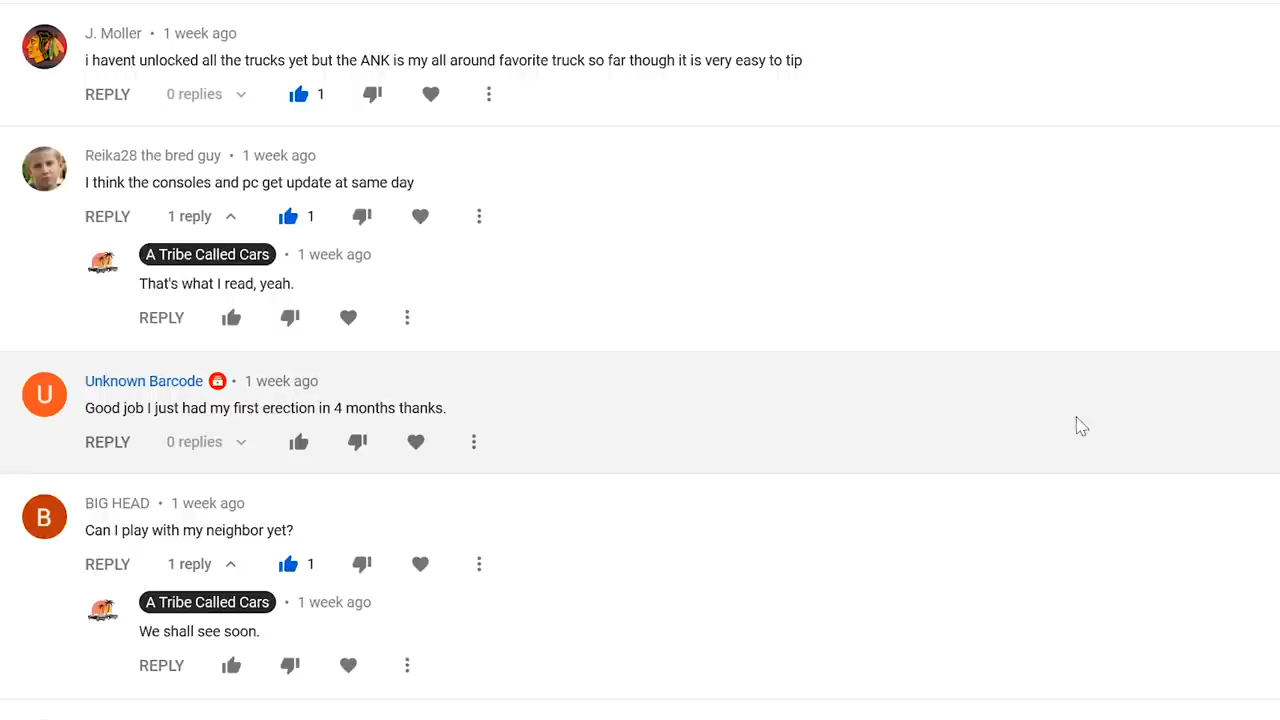 J. Moller • 1 week ago
i havent unlocked all the trucks yet but the ANK is my all around favorite truck so far though it is very easy to tip
REPLY 0 replies 1
Reika28 the bred guy • 1 week ago
I think the consoles and pc get update at same day
REPLY 1 reply 1
A Tribe Called Cars • 1 week ago
That's what I read, yeah.
REPLY
U
Unknown Barcode • 1 week ago
Good job I just had my first erection in 4 months thanks.
REPLY 0 replies
B
BIG HEAD • 1 week ago
Can I play with my neighbor yet?
REPLY 1 reply 1
A Tribe Called Cars • 1 week ago
We shall see soon.
REPLY